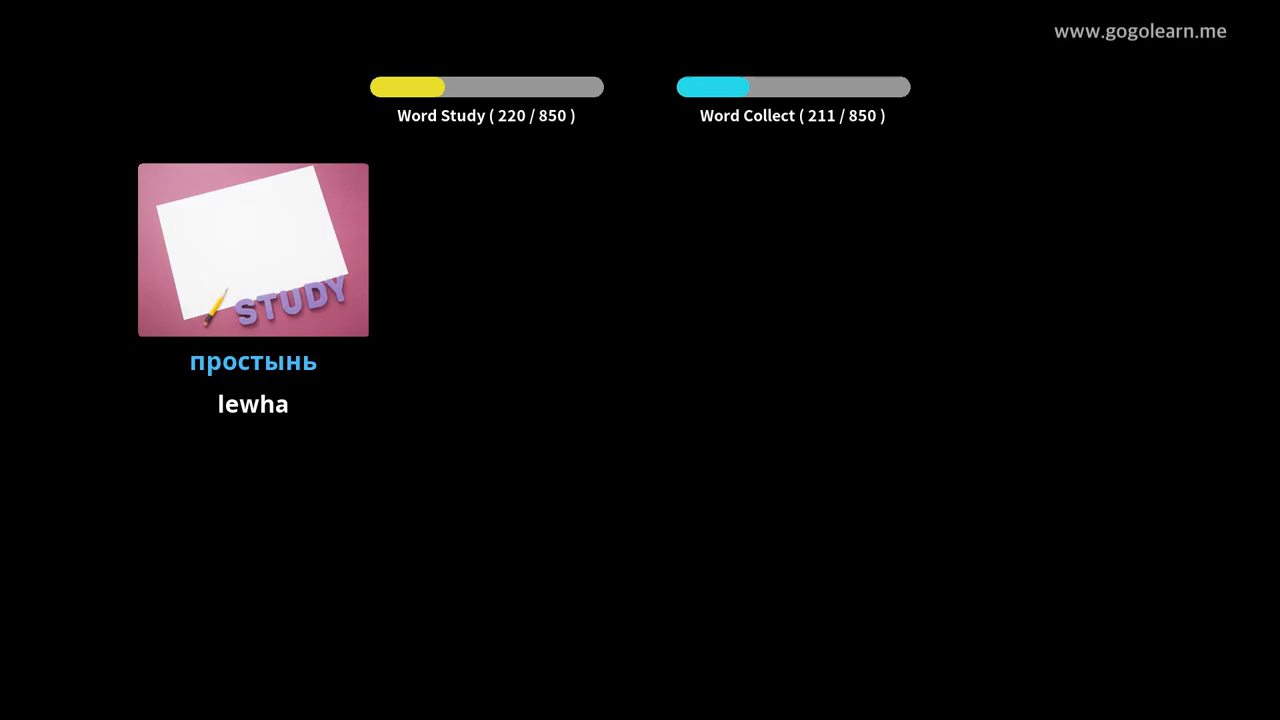 www.gogolearn.me
Word Study ( 220 / 850 )
Word Collect ( 211 / 850 )
STUDY
простынь
lewha